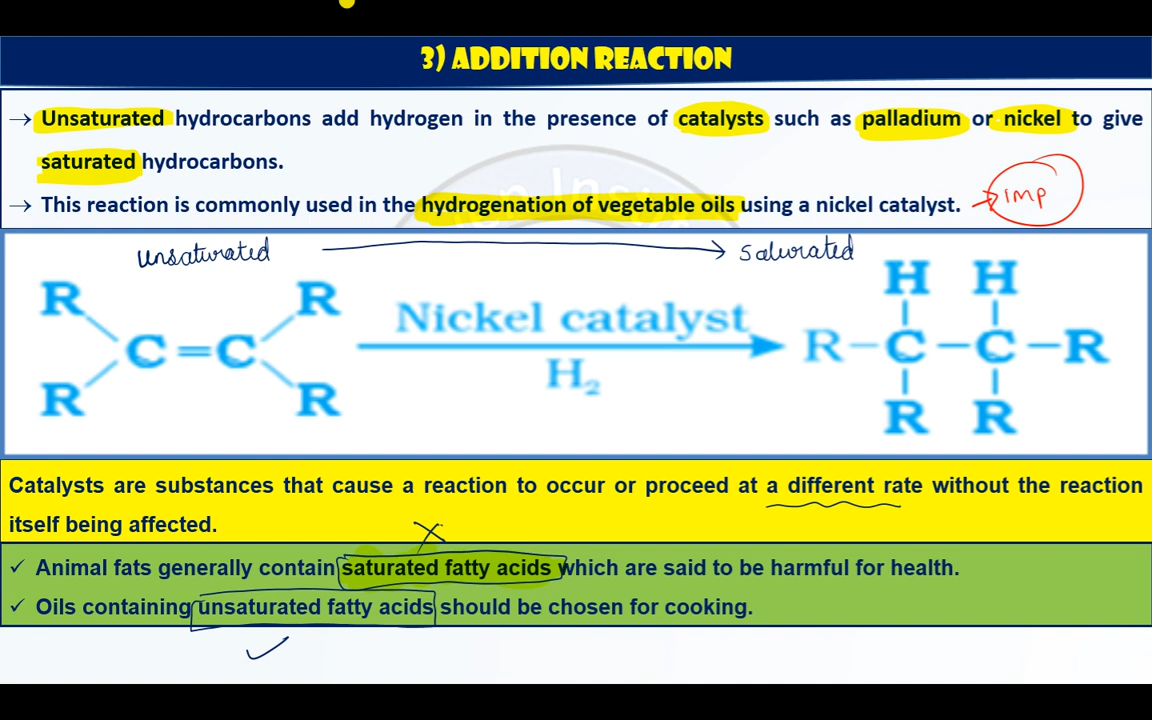 3) ADDITION REACTION
→ Unsaturated hydrocarbons add hydrogen in the presence of catalysts such as palladium or nickel to give
saturated hydrocarbons.
→ This reaction is commonly used in the hydrogenation of vegetable oils using a nickel catalyst. → Imp
unsaturated → saturated
R R H H
C=C Nickel catalyst R-C-C-R
R R H₂ R R
Catalysts are substances that cause a reaction to occur or proceed at a different rate without the reaction
itself being affected.
✓ Animal fats generally contain saturated fatty acids which are said to be harmful for health.
✓ Oils containing unsaturated fatty acids should be chosen for cooking.